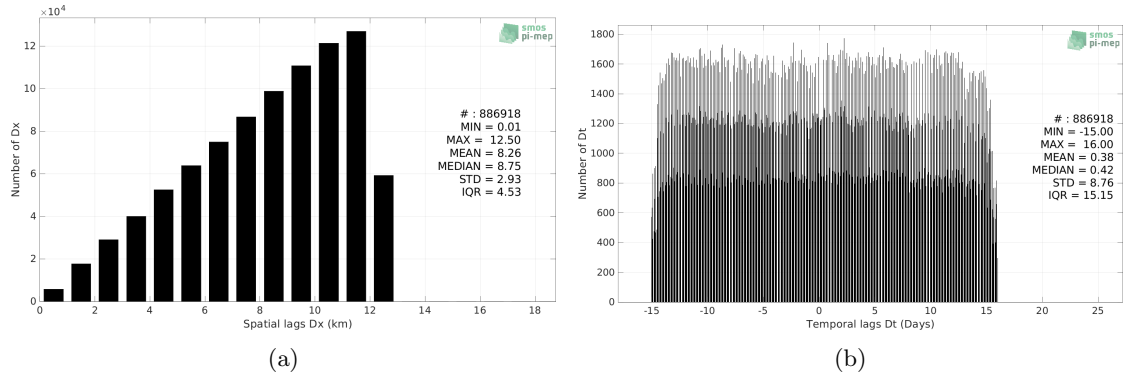 ×10⁴
12
10
8
6
4
2
0
Number of Dx
0 2 4 6 8 10 12 14 16 18
Spatial lags Dx (km)
smos
pi-mep
# : 886918
MIN = 0.01
MAX = 12.50
MEAN = 8.26
MEDIAN = 8.75
STD = 2.93
IQR = 4.53
(a)
1800
1600
1400
1200
1000
800
600
400
200
0
Number of Dt
-15 -10 -5 0 5 10 15 20 25
Temporal lags Dt (Days)
smos
pi-mep
# : 886918
MIN = -15.00
MAX = 16.00
MEAN = 0.38
MEDIAN = 0.42
STD = 8.76
IQR = 15.15
(b)